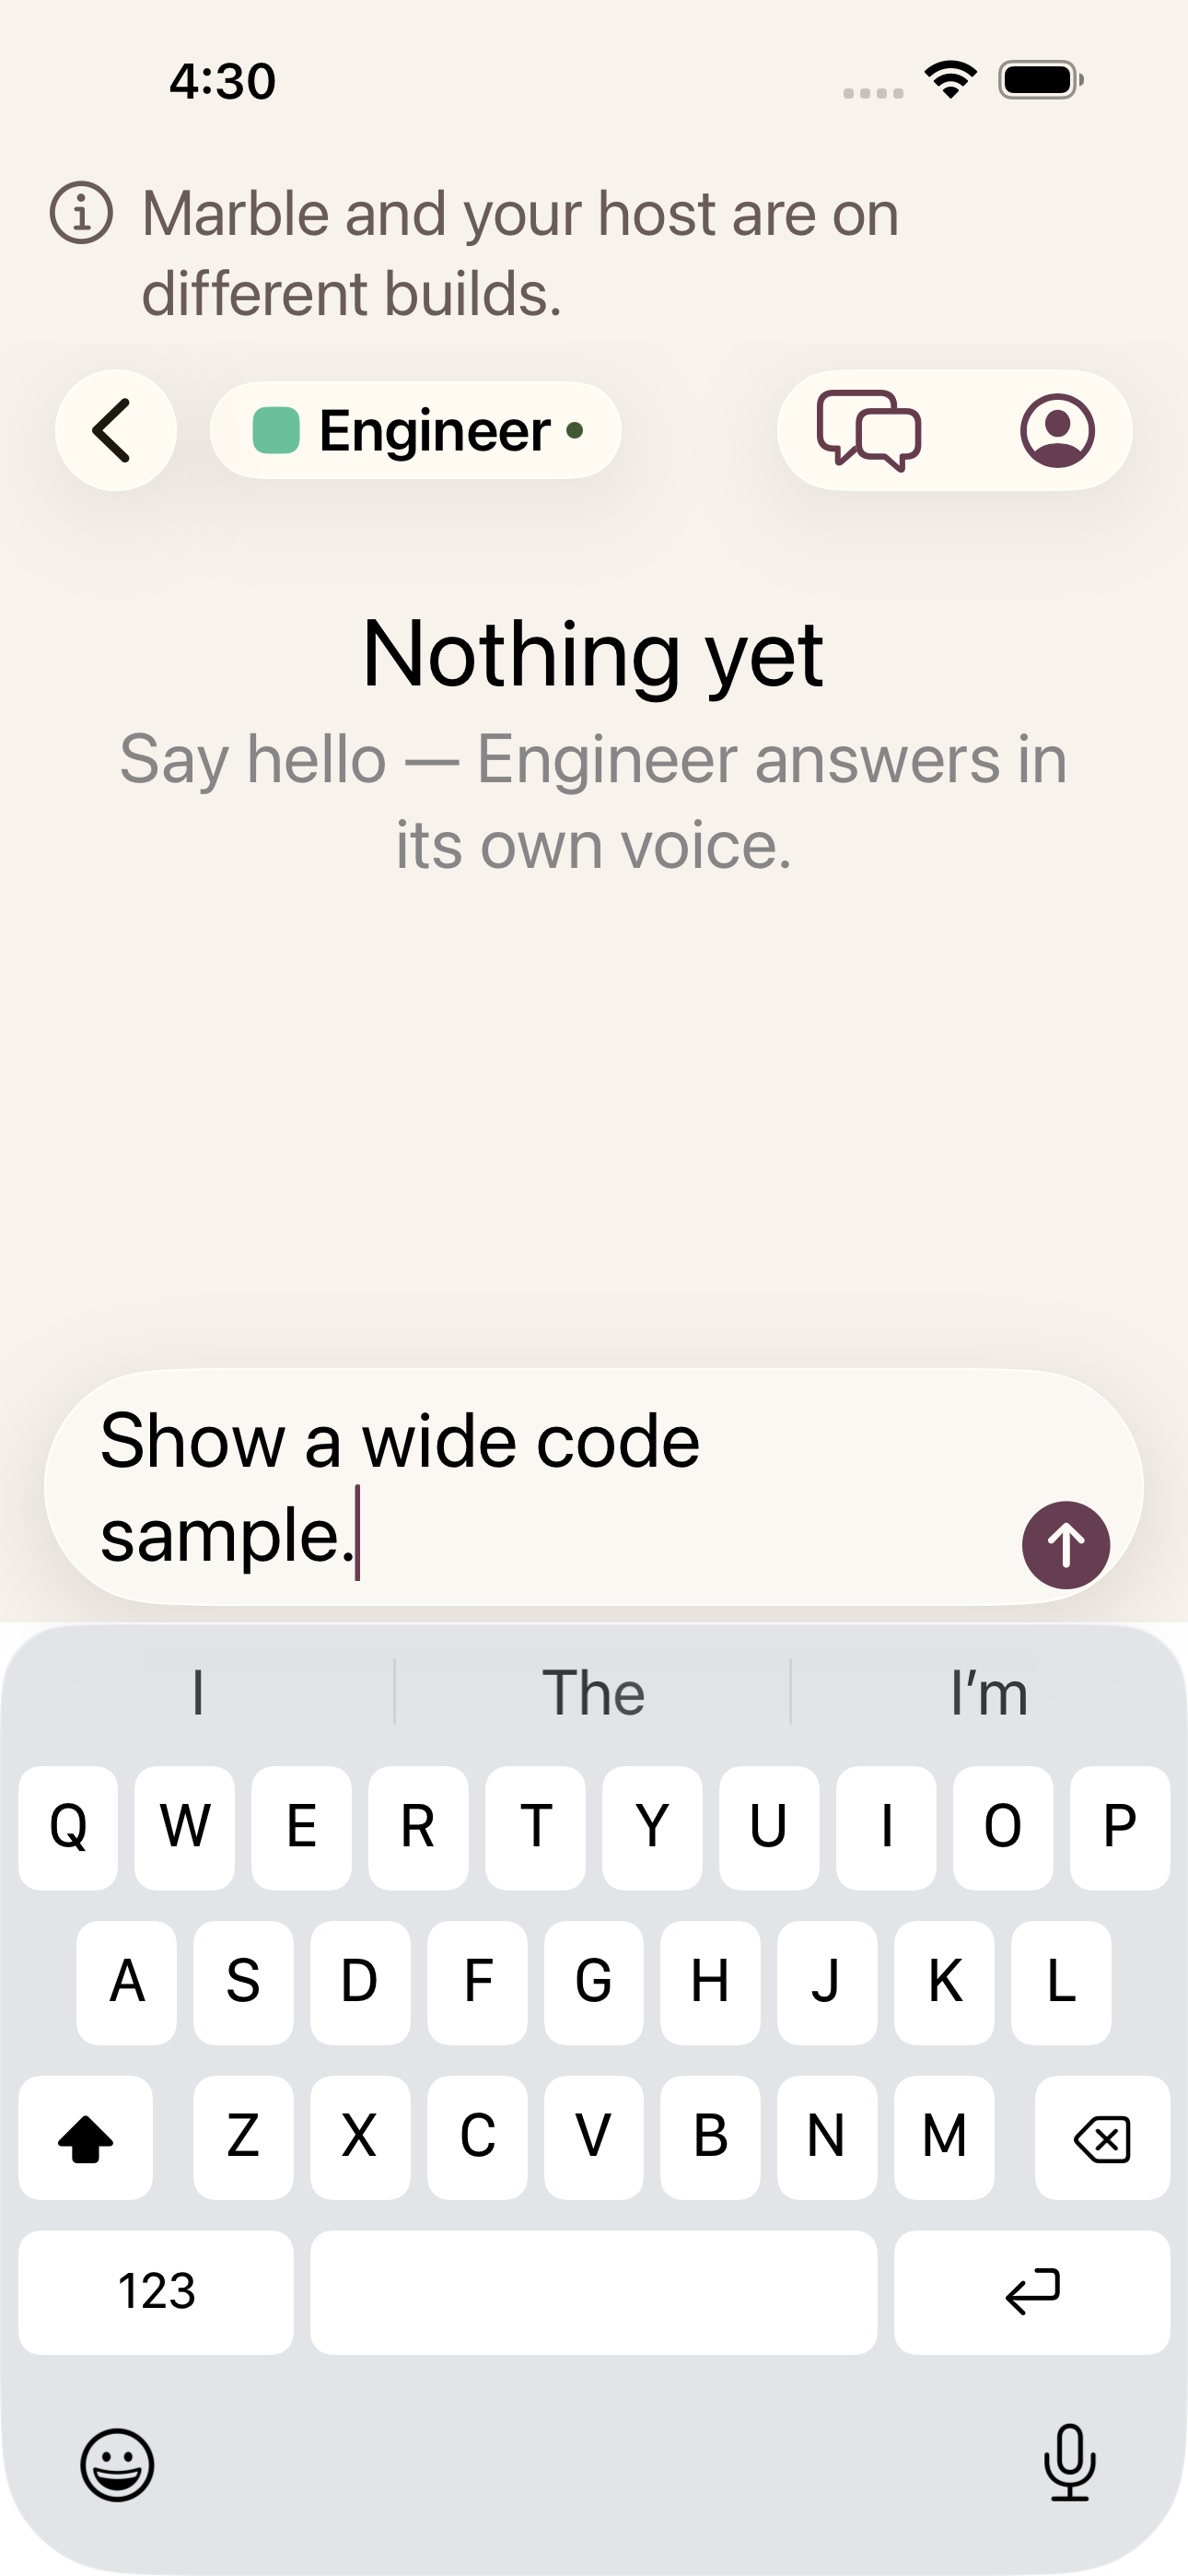 4:30
Marble and your host are on
different builds.
Engineer
Nothing yet
Say hello — Engineer answers in
its own voice.
Show a wide code
sample.
I The I’m
Q W E R T Y U I O P
A S D F G H J K L
Z X C V B N M
123